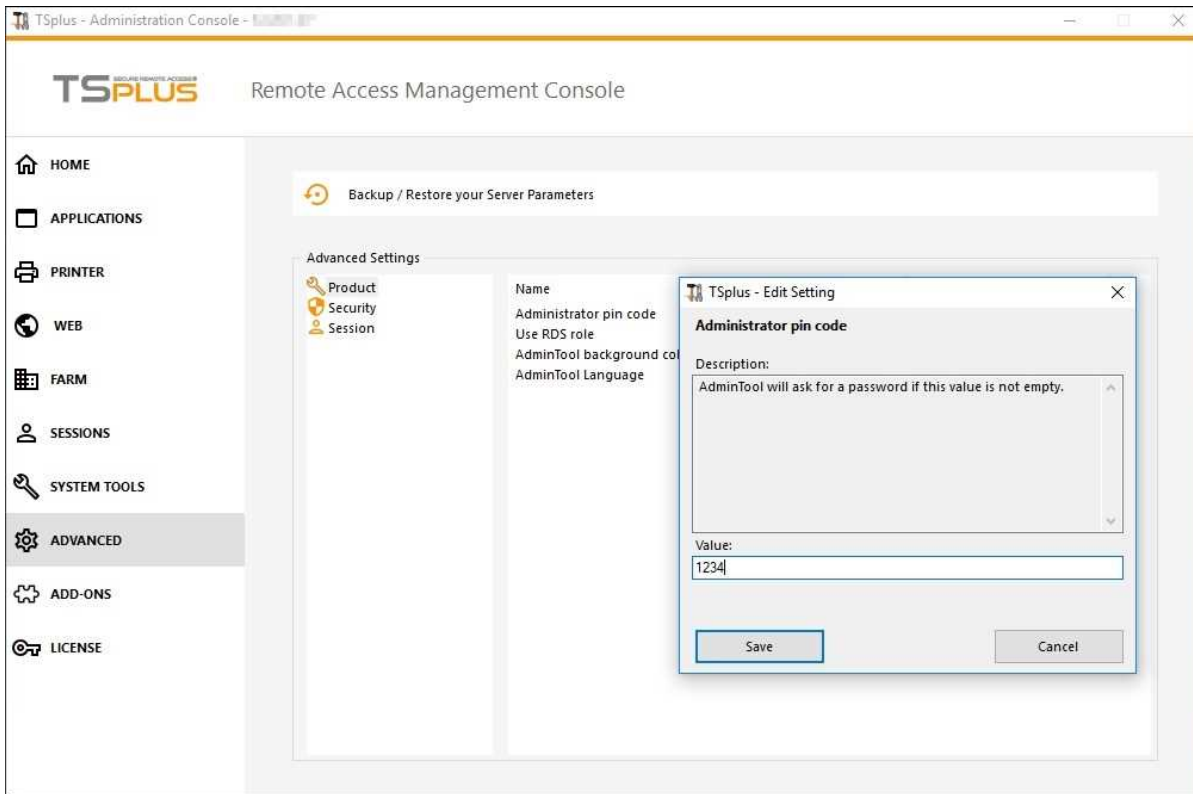 TSplus - Administration Console -
SECURE REMOTE ACCESS
TSPLUS
Remote Access Management Console
HOME
APPLICATIONS
PRINTER
WEB
FARM
SESSIONS
SYSTEM TOOLS
ADVANCED
ADD-ONS
LICENSE
Backup / Restore your Server Parameters
Advanced Settings
Product
Security
Session
Name
Administrator pin code
Use RDS role
AdminTool background col
AdminTool Language
TSplus - Edit Setting
Administrator pin code
Description:
AdminTool will ask for a password if this value is not empty.
Value:
1234
Save
Cancel